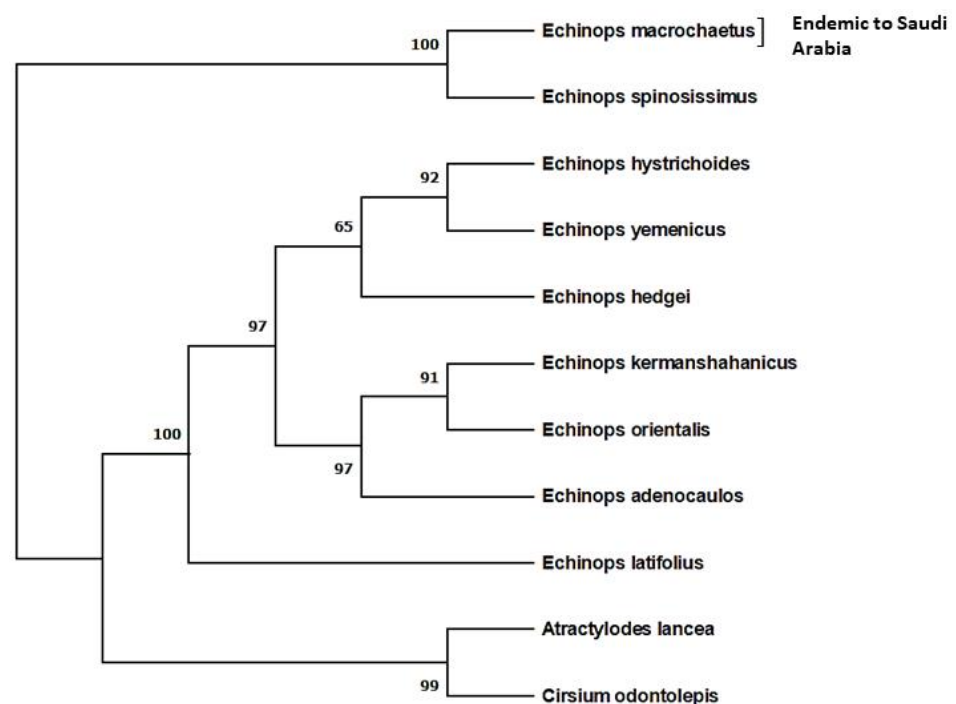 Endemic to Saudi
Arabia
Echinops macrochaetus
100
Echinops spinosissimus
Echinops hystrichoides
92
Echinops yemenicus
65
Echinops hedgei
97
Echinops kermanshahanicus
91
Echinops orientalis
100
97
Echinops adenocaulos
Echinops latifolius
Atractylodes lancea
99
Cirsium odontolepis